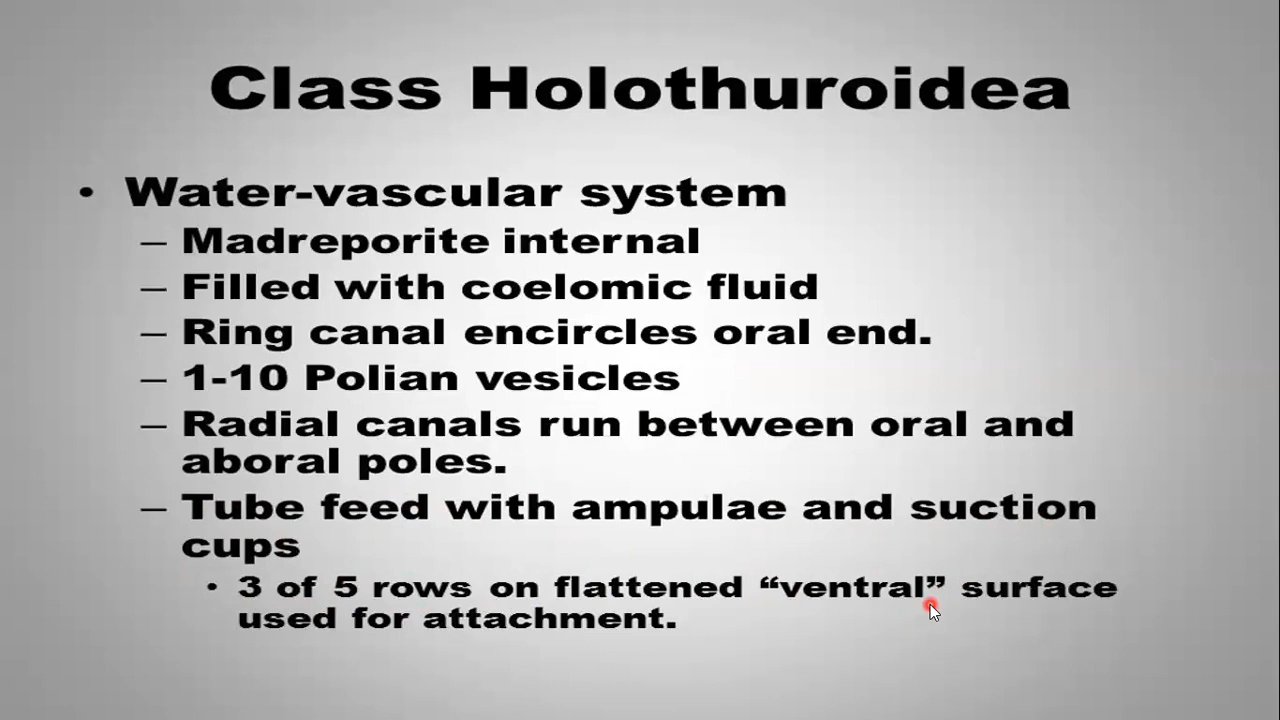 Class Holothuroidea
• Water-vascular system
– Madreporite internal
– Filled with coelomic fluid
– Ring canal encircles oral end.
– 1-10 Polian vesicles
– Radial canals run between oral and
aboral poles.
– Tube feed with ampulae and suction
cups
• 3 of 5 rows on flattened “ventral” surface
used for attachment.